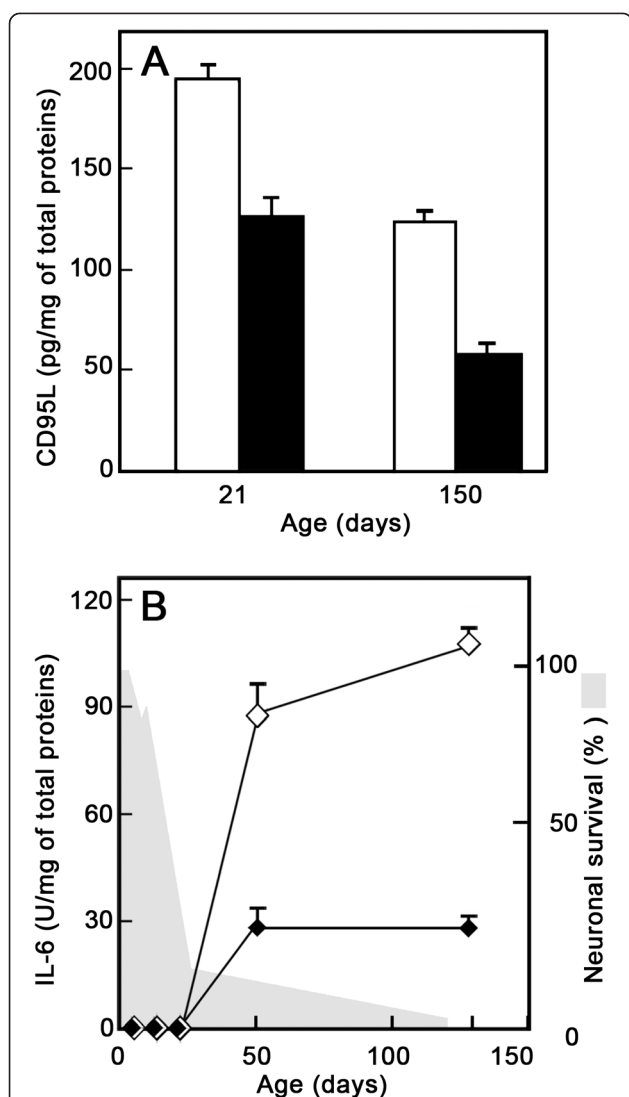 A
200
150
100
50
0
CD95L (pg/mg of total proteins)
21
150
Age (days)
B
120
90
60
30
0
IL-6 (U/mg of total proteins)
100
50
0
Neuronal survival (%)
0
50
100
150
Age (days)